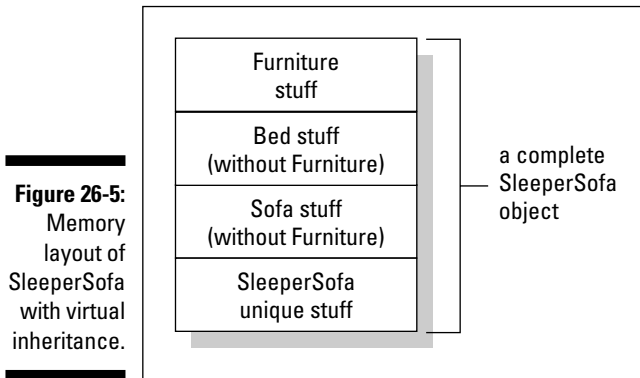 Figure 26-5:
Memory
layout of
SleeperSofa
with virtual
inheritance.
Furniture
stuff
Bed stuff
(without Furniture)
Sofa stuff
(without Furniture)
SleeperSofa
unique stuff
a complete
SleeperSofa
object